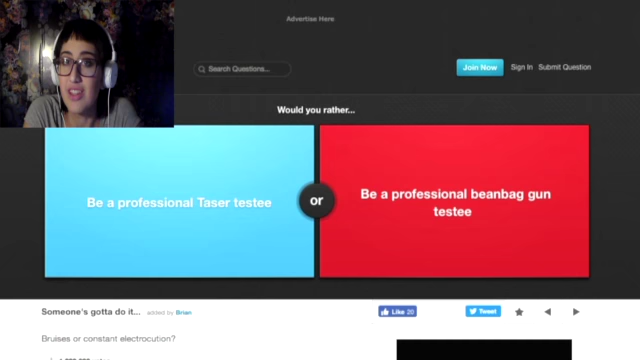 Advertise Here
Search Questions...
Join Now
Sign In
Submit Question
Would you rather...
Be a professional Taser testee
or
Be a professional beanbag gun
testee
Someone's gotta do it...
added by Brian
Like 20
Tweet
Bruises or constant electrocution?